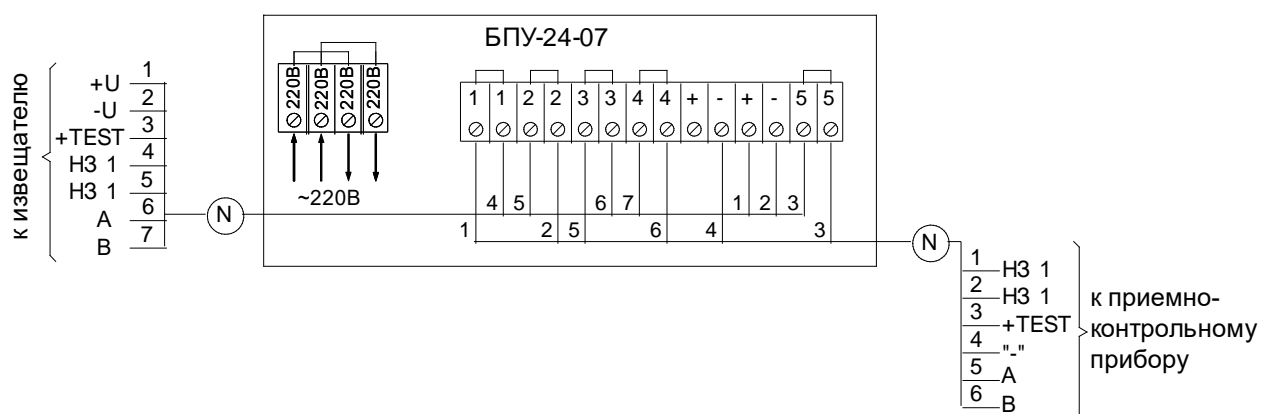 БПУ-24-07
220В 220В 220В 220В
~220В
1 1 2 2 3 3 4 4 + - + - 5 5
4 5 6 7 1 2 3
1 2 5 6 4 3
к извещателю
+U 1
-U 2
+TEST 3
НЗ 1 4
НЗ 1 5
A 6
B 7
N
N
1 НЗ 1
2 НЗ 1
3 +TEST
4 "-"
5 A
6 B
к приемно-
контрольному
прибору